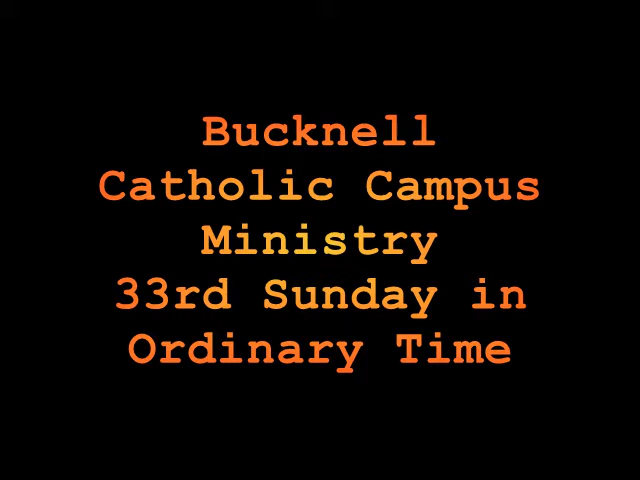 Bucknell
Catholic Campus
Ministry
33rd Sunday in
Ordinary Time